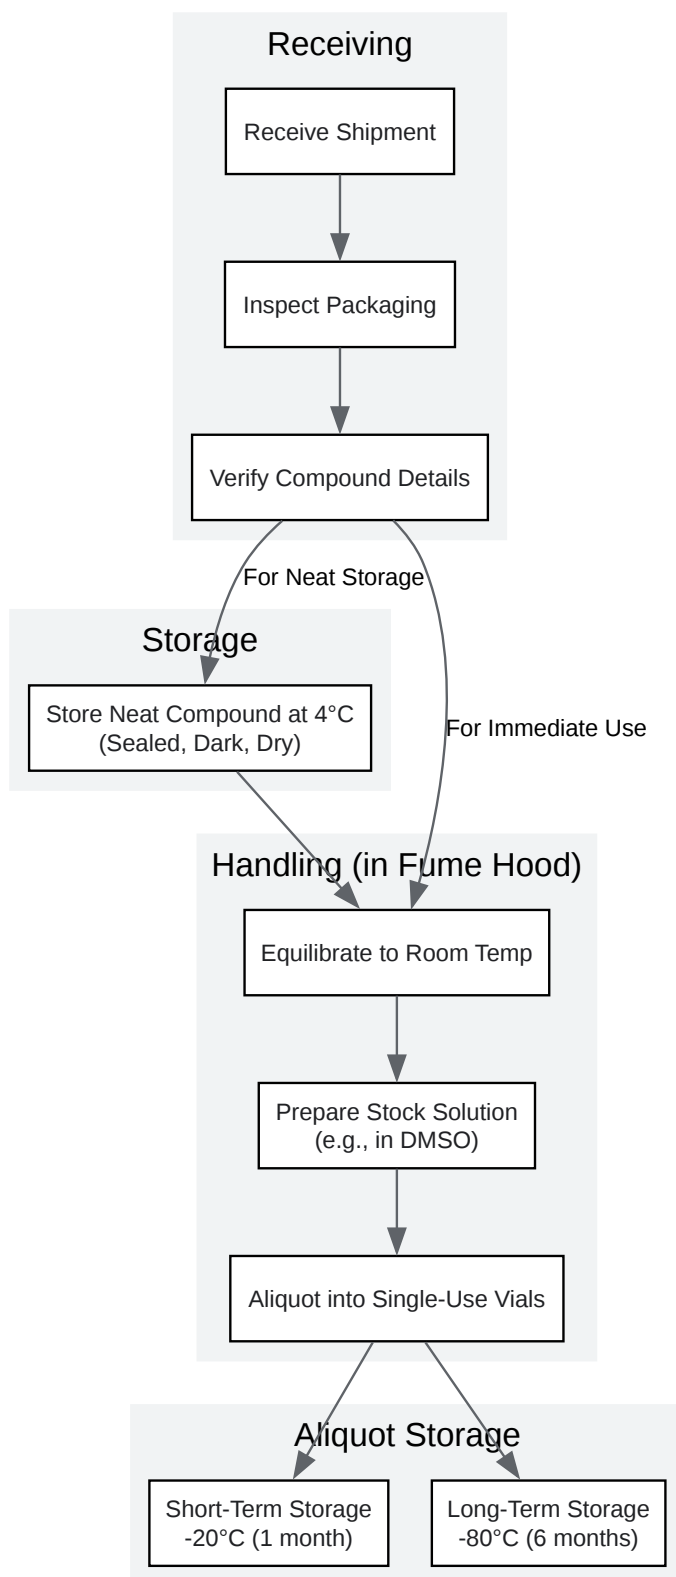 Receiving
Receive Shipment
Inspect Packaging
Verify Compound Details
For Neat Storage
Storage
Store Neat Compound at 4°C
(Sealed, Dark, Dry)
For Immediate Use
Handling (in Fume Hood)
Equilibrate to Room Temp
Prepare Stock Solution
(e.g., in DMSO)
Aliquot into Single-Use Vials
Aliquot Storage
Short-Term Storage
-20°C (1 month)
Long-Term Storage
-80°C (6 months)